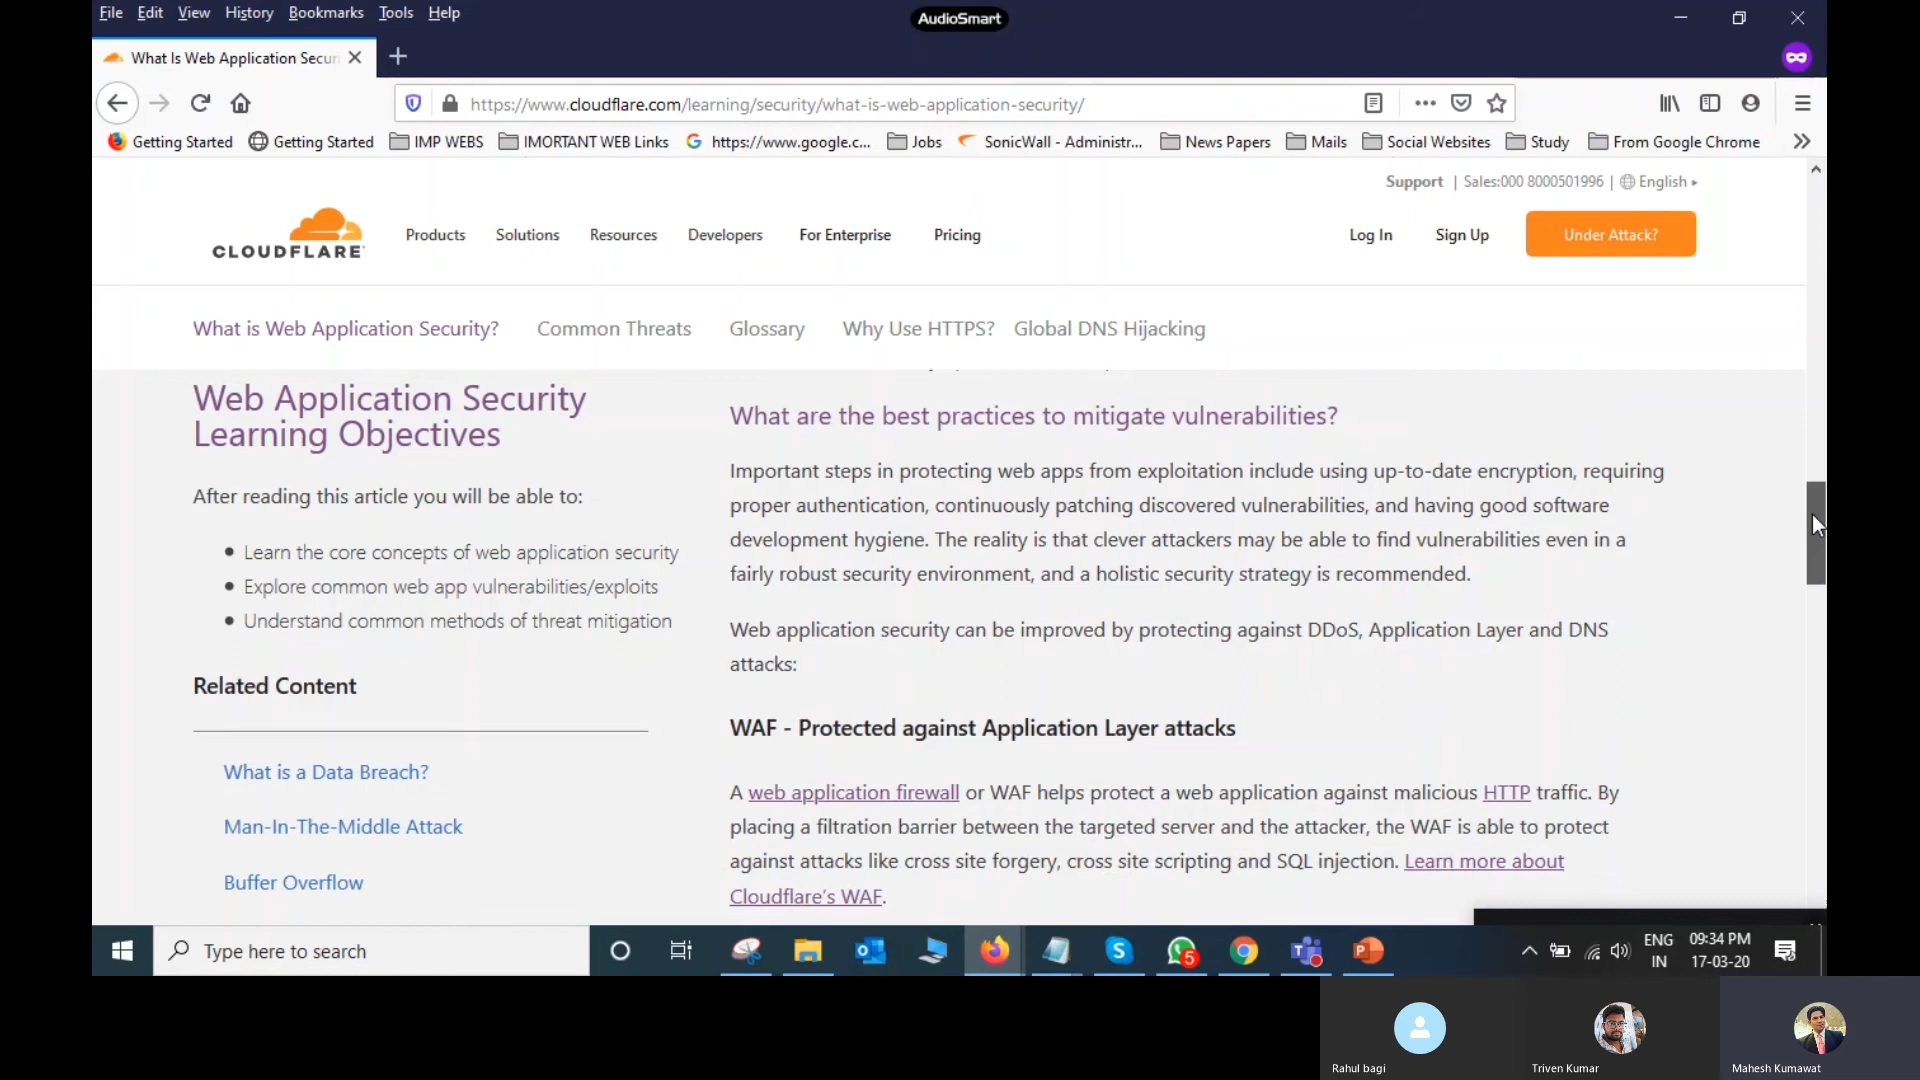 File Edit View History Bookmarks Tools Help
AudioSmart
What Is Web Application Secur
https://www.cloudflare.com/learning/security/what-is-web-application-security/
Getting Started Getting Started IMP WEBS IMORTANT WEB Links https://www.google.c... Jobs SonicWall - Administr... News Papers Mails Social Websites Study From Google Chrome
Support | Sales:000 8000501996 | English
CLOUDFLARE Products Solutions Resources Developers For Enterprise Pricing Log In Sign Up Under Attack?
What is Web Application Security? Common Threats Glossary Why Use HTTPS? Global DNS Hijacking
Web Application Security
Learning Objectives
After reading this article you will be able to:
Learn the core concepts of web application security
Explore common web app vulnerabilities/exploits
Understand common methods of threat mitigation
Related Content
What is a Data Breach?
Man-In-The-Middle Attack
Buffer Overflow
What are the best practices to mitigate vulnerabilities?
Important steps in protecting web apps from exploitation include using up-to-date encryption, requiring
proper authentication, continuously patching discovered vulnerabilities, and having good software
development hygiene. The reality is that clever attackers may be able to find vulnerabilities even in a
fairly robust security environment, and a holistic security strategy is recommended.
Web application security can be improved by protecting against DDoS, Application Layer and DNS
attacks:
WAF - Protected against Application Layer attacks
A web application firewall or WAF helps protect a web application against malicious HTTP traffic. By
placing a filtration barrier between the targeted server and the attacker, the WAF is able to protect
against attacks like cross site forgery, cross site scripting and SQL injection. Learn more about
Cloudflare's WAF.
Type here to search
5
ENG
IN
09:34 PM
17-03-20
Rahul bagi
Triven Kumar
Mahesh Kumawat